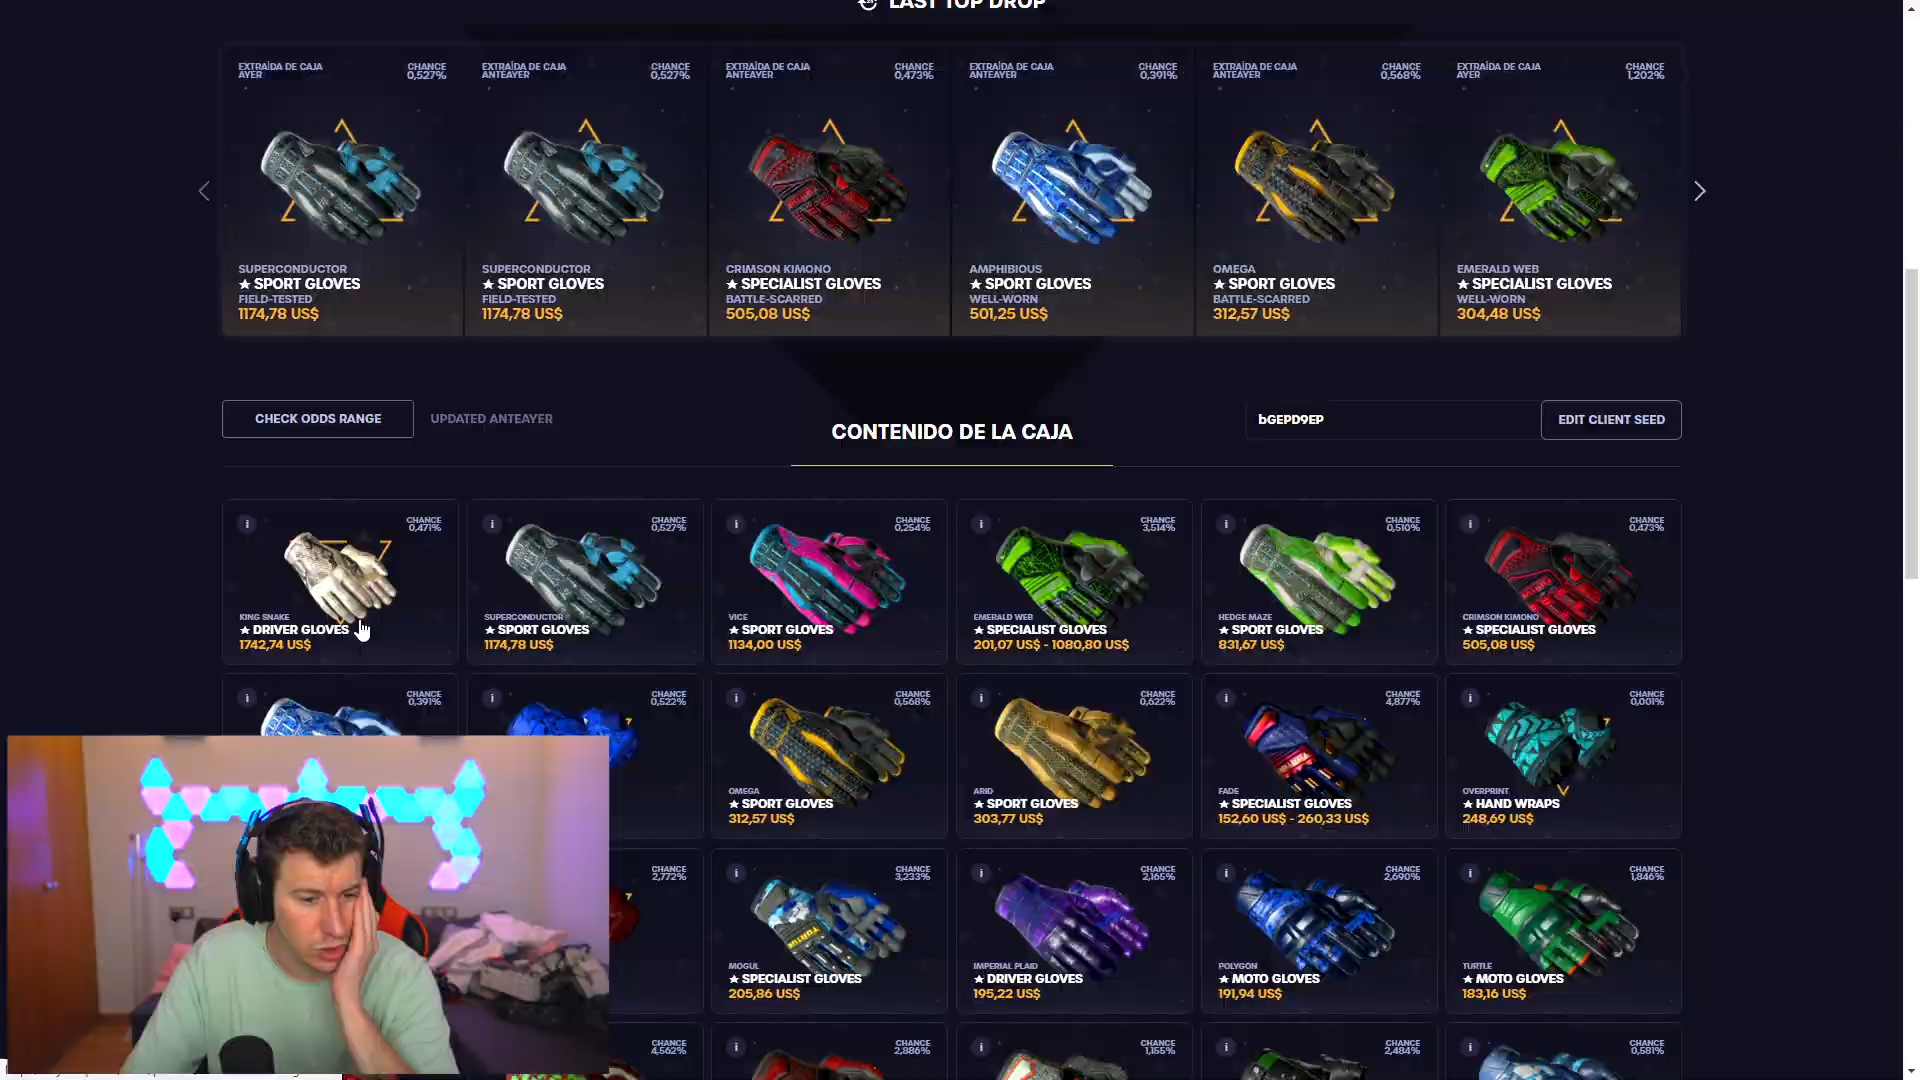 LAST TOP DROP
EXTRAÍDA DE CAJA
AYER
CHANCE
0,527%
SUPERCONDUCTOR
★ SPORT GLOVES
FIELD-TESTED
1174,78 US$
EXTRAÍDA DE CAJA
ANTEAYER
CHANCE
0,527%
SUPERCONDUCTOR
★ SPORT GLOVES
FIELD-TESTED
1174,78 US$
EXTRAÍDA DE CAJA
ANTEAYER
CHANCE
0,473%
CRIMSON KIMONO
★ SPECIALIST GLOVES
BATTLE-SCARRED
505,08 US$
EXTRAÍDA DE CAJA
ANTEAYER
CHANCE
0,391%
AMPHIBIOUS
★ SPORT GLOVES
WELL-WORN
501,25 US$
EXTRAÍDA DE CAJA
ANTEAYER
CHANCE
0,568%
OMEGA
★ SPORT GLOVES
BATTLE-SCARRED
312,57 US$
EXTRAÍDA DE CAJA
AYER
CHANCE
1,202%
EMERALD WEB
★ SPECIALIST GLOVES
WELL-WORN
304,48 US$
CHECK ODDS RANGE
UPDATED ANTEAYER
CONTENIDO DE LA CAJA
bGEPD9EP
EDIT CLIENT SEED
CHANCE
0,471%
KING SNAKE
★ DRIVER GLOVES
1742,74 US$
CHANCE
0,527%
SUPERCONDUCTOR
★ SPORT GLOVES
1174,78 US$
CHANCE
0,254%
VICE
★ SPORT GLOVES
1134,00 US$
CHANCE
3,514%
EMERALD WEB
★ SPECIALIST GLOVES
201,07 US$ - 1080,80 US$
CHANCE
0,510%
HEDGE MAZE
★ SPORT GLOVES
831,67 US$
CHANCE
0,473%
CRIMSON KIMONO
★ SPECIALIST GLOVES
505,08 US$
CHANCE
0,391%
CHANCE
0,522%
CHANCE
0,568%
OMEGA
★ SPORT GLOVES
312,57 US$
CHANCE
0,622%
ARID
★ SPORT GLOVES
303,77 US$
CHANCE
4,877%
FADE
★ SPECIALIST GLOVES
152,60 US$ - 260,33 US$
CHANCE
0,001%
OVERPRINT
★ HAND WRAPS
248,69 US$
CHANCE
2,772%
CHANCE
3,233%
MOGUL
★ SPECIALIST GLOVES
205,86 US$
CHANCE
2,165%
IMPERIAL PLAID
★ DRIVER GLOVES
195,22 US$
CHANCE
2,690%
POLYGON
★ MOTO GLOVES
191,94 US$
CHANCE
1,846%
TURTLE
★ MOTO GLOVES
183,16 US$
CHANCE
4,562%
CHANCE
2,886%
CHANCE
1,155%
CHANCE
2,484%
CHANCE
0,581%